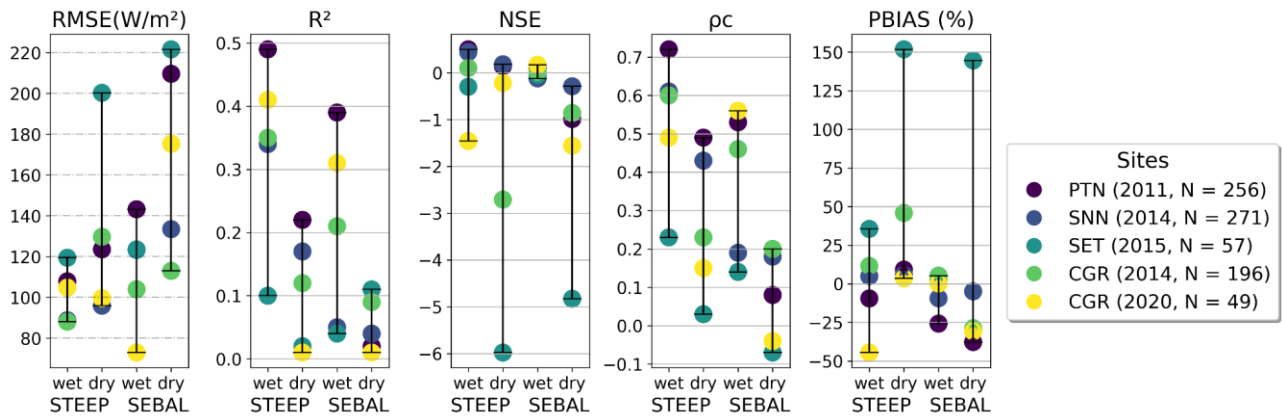 RMSE(W/m²) R² NSE ρc PBIAS (%)
220
200
180
160
140
120
100
80
wet dry wet dry
STEEP SEBAL
0.5
0.4
0.3
0.2
0.1
0.0
wet dry wet dry
STEEP SEBAL
0
−1
−2
−3
−4
−5
−6
wet dry wet dry
STEEP SEBAL
0.7
0.6
0.5
0.4
0.3
0.2
0.1
0.0
−0.1
wet dry wet dry
STEEP SEBAL
150
125
100
75
50
25
0
−25
−50
wet dry wet dry
STEEP SEBAL
Sites
PTN (2011, N = 256)
SNN (2014, N = 271)
SET (2015, N = 57)
CGR (2014, N = 196)
CGR (2020, N = 49)